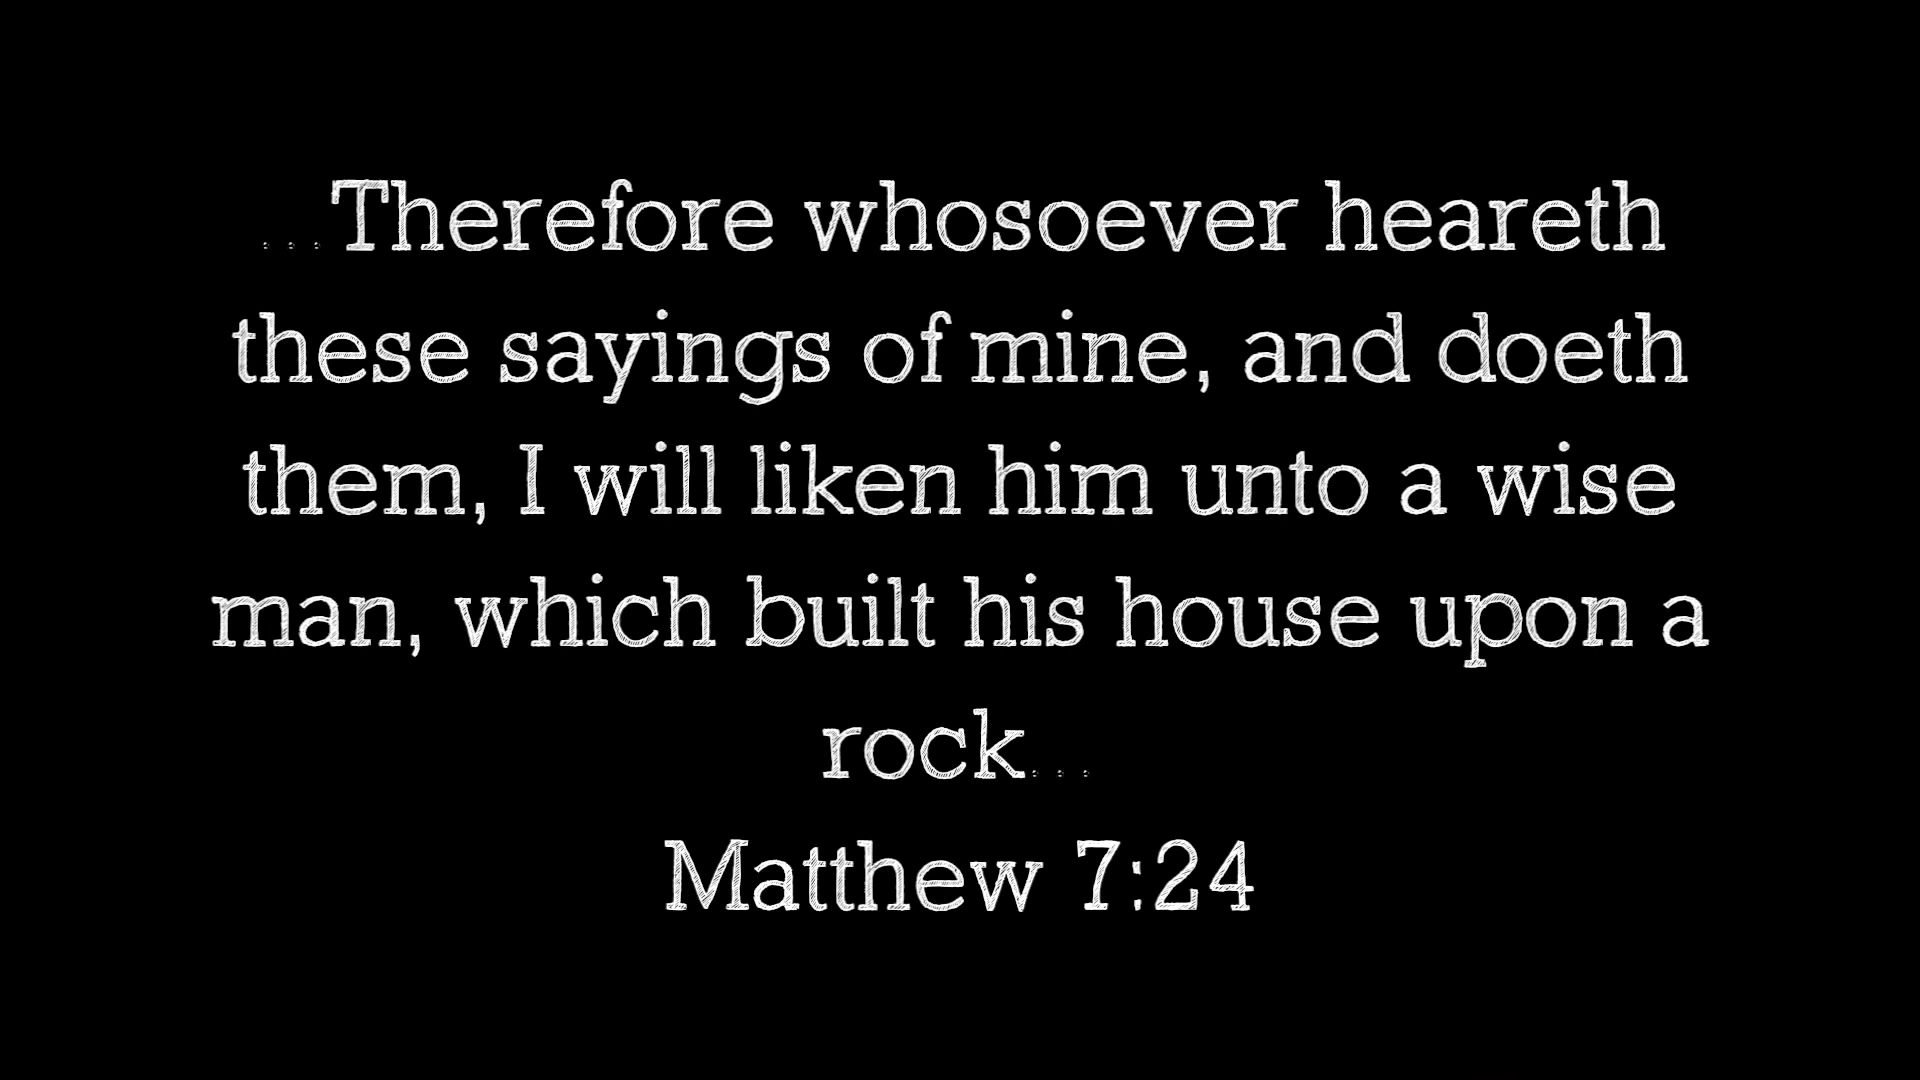 ...Therefore whosoever heareth
these sayings of mine, and doeth
them, I will liken him unto a wise
man, which built his house upon a
rock...
Matthew 7:24